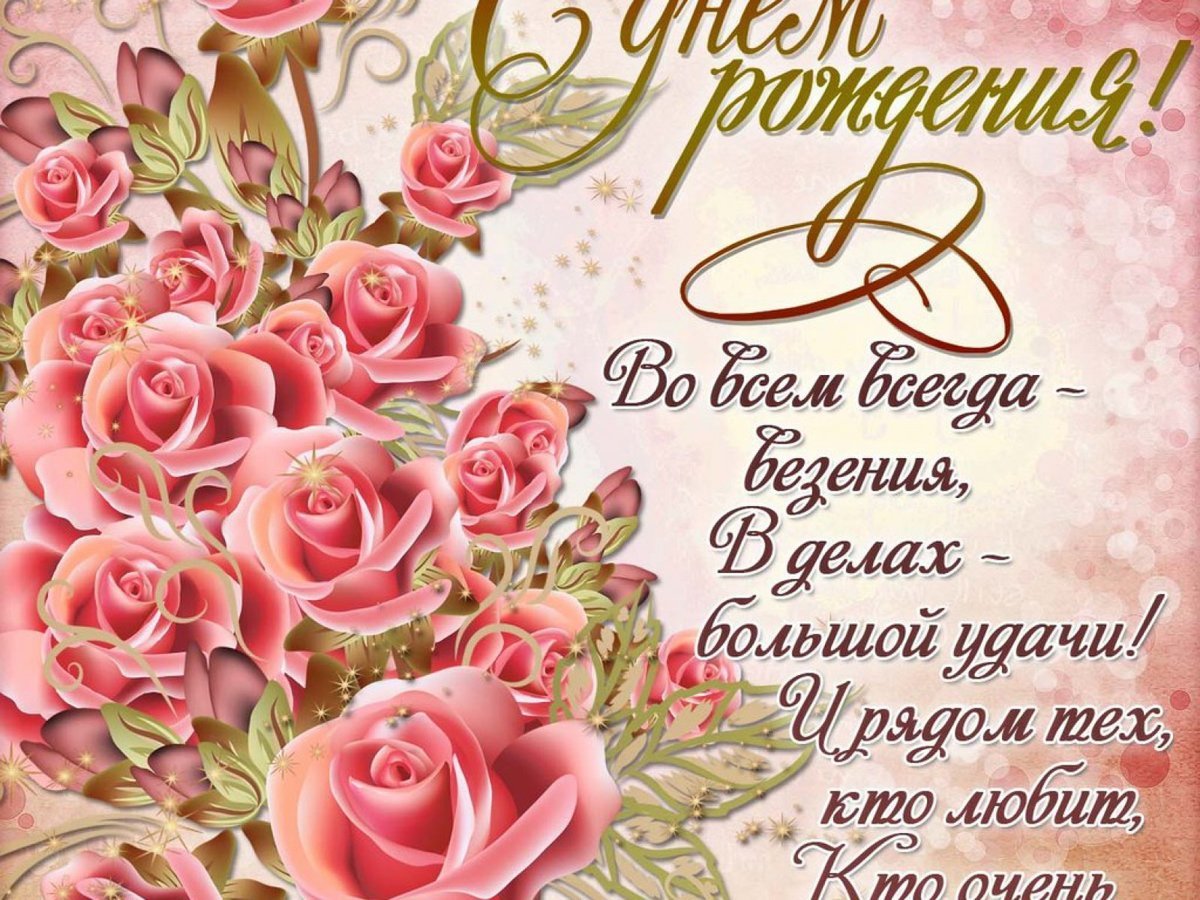 С днем
рождения!
Во всем всегда -
везения,
В делах -
большой удачи!
И рядом тех,
кто любит,
Кто очень